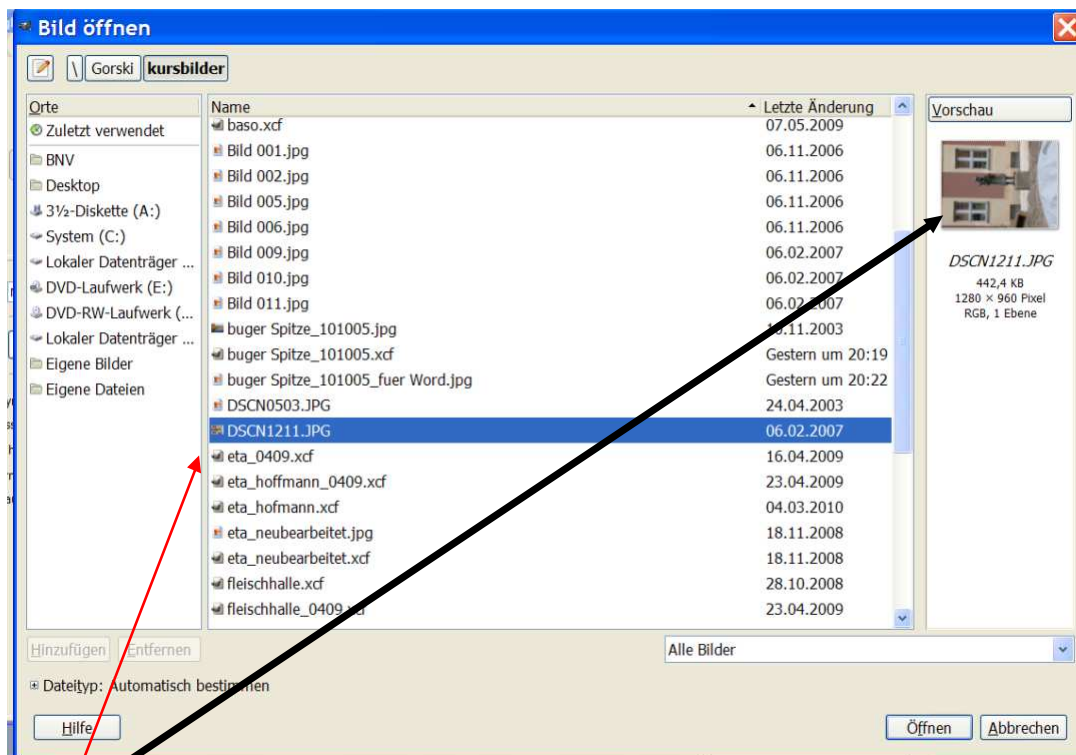 Bild öffnen
\ Gorski kursbilder
Orte
Zuletzt verwendet
BNV
Desktop
3½-Diskette (A:)
System (C:)
Lokaler Datenträger ...
DVD-Laufwerk (E:)
DVD-RW-Laufwerk (...
Lokaler Datenträger ...
Eigene Bilder
Eigene Dateien
Name Letzte Änderung
baso.xcf 07.05.2009
Bild 001.jpg 06.11.2006
Bild 002.jpg 06.11.2006
Bild 005.jpg 06.11.2006
Bild 006.jpg 06.11.2006
Bild 009.jpg 06.02.2007
Bild 010.jpg 06.02.2007
Bild 011.jpg 06.02.2007
buger Spitze_101005.jpg
buger Spitze_101005.xcf Gestern um 20:19
buger Spitze_101005_fuer Word.jpg Gestern um 20:22
DSCN0503.JPG 24.04.2003
DSCN1211.JPG 06.02.2007
eta_0409.xcf 16.04.2009
eta_hoffmann_0409.xcf 23.04.2009
eta_hofmann.xcf 04.03.2010
eta_neubearbeitet.jpg 18.11.2008
eta_neubearbeitet.xcf 18.11.2008
fleischhalle.xcf 28.10.2008
fleischhalle_0409.xcf 23.04.2009
Vorschau
DSCN1211.JPG
442,4 KB
1280 × 960 Pixel
RGB, 1 Ebene
Hinzufügen Entfernen
Alle Bilder
Dateityp: Automatisch bestimmen
Hilfe Öffnen Abbrechen